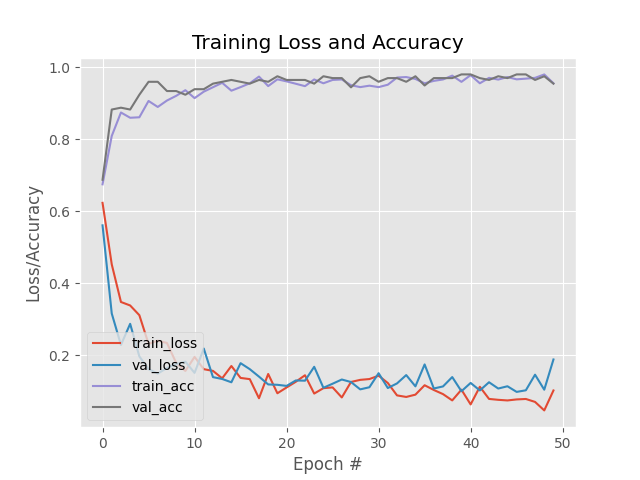 Training Loss and Accuracy
1.0
0.8
0.6
0.4
0.2
Loss/Accuracy
train_loss
val_loss
train_acc
val_acc
0
10
20
30
40
50
Epoch #